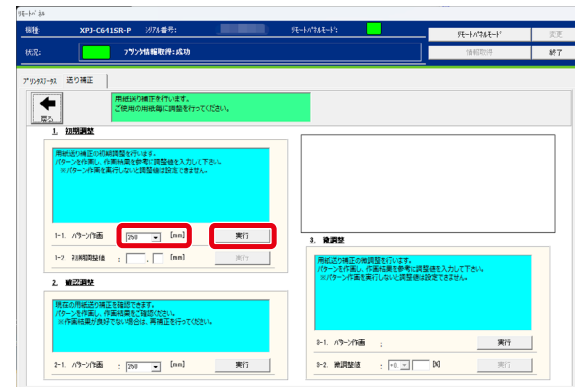 リモートパネル
機種: XPJ-C641SR-P シリアル番号: リモートパネルモード: リモートパネルモード 変更
状況: プリンタ情報取得:成功 情報取得 終了
プリンタステータス 送り補正
戻る
用紙送り補正を行います。
ご使用の用紙毎に調整を行ってください。
1. 初期調整
用紙送り補正の初期調整を行います。
パターンを作画し、作画結果を参考に調整値を入力して下さい。
※パターン作画を実行しないと調整値は設定できません。
1-1. パターン作画 : 250 [mm] 実行
1-2 初期調整値 : . [mm] 実行
2. 確認調整
現在の用紙送り補正を確認できます。
パターンを作画し、作画結果をご確認ください。
※作画結果が良好でない場合は、再補正を行ってください。
2-1. パターン作画 : 250 [mm] 実行
3. 微調整
用紙送り補正の微調整を行います。
パターンを作画し、作画結果を参考に調整値を入力して下さい。
※パターン作画を実行しないと調整値は設定できません。
3-1. パターン作画 : 実行
3-2. 微調整値 : +0 [%] 実行